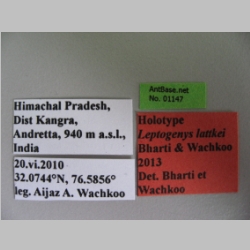 AntBase.net
No. 01147
Himachal Pradesh,
Dist Kangra,
Andretta, 940 m a.s.l.,
India
20.vi.2010
32.0744°N, 76.5856°
leg. Aijaz A. Wachkoo
Holotype
Leptogenys lattkei
Bharti & Wachkoo
2013
Det. Bharti et
Wachkoo